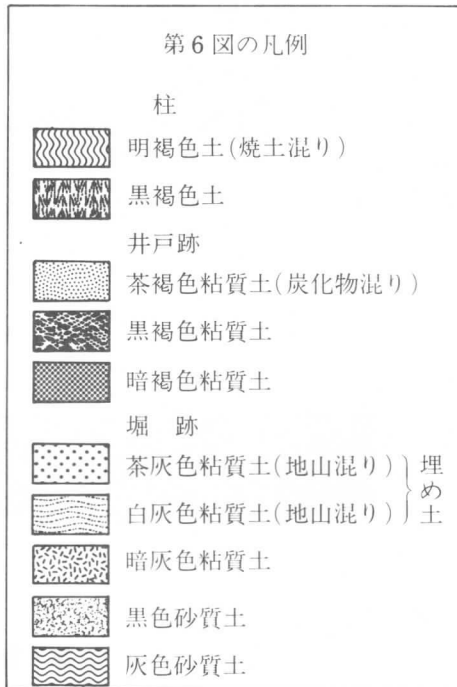 第6図の凡例
柱
明褐色土(焼土混り)
黒褐色土
井戸跡
茶褐色粘質土(炭化物混り)
黒褐色粘質土
暗褐色粘質土
堀 跡
茶灰色粘質土(地山混り)
白灰色粘質土(地山混り)
埋め土
暗灰色粘質土
黒色砂質土
灰色砂質土